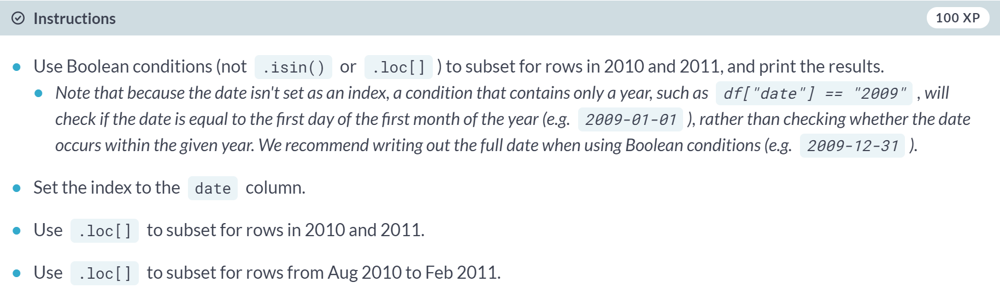 Instructions
100 XP
Use Boolean conditions (not .isin() or .loc[] ) to subset for rows in 2010 and 2011, and print the results.
Note that because the date isn't set as an index, a condition that contains only a year, such as df["date"] == "2009" , will
check if the date is equal to the first day of the first month of the year (e.g. 2009-01-01 ), rather than checking whether the date
occurs within the given year. We recommend writing out the full date when using Boolean conditions (e.g. 2009-12-31 ).
Set the index to the date column.
Use .loc[] to subset for rows in 2010 and 2011.
Use .loc[] to subset for rows from Aug 2010 to Feb 2011.